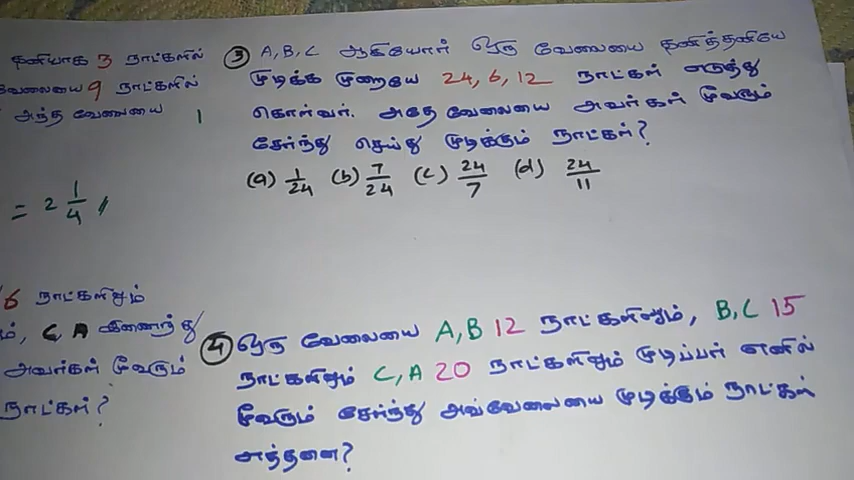 தனியாக 3 நாட்களில்
வேலையை 9 நாட்களில்
அந்த வேலையை 1
= 2 1/4 //
6 நாட்களிலும்
ம், C, A இணைந்து
அவர்கள் மூவரும்
நாட்கள்?
3 A, B, C ஆகியோர் ஒரு வேலையை தனித்தனியே
முடிக்க முறையே 24, 6, 12 நாட்கள் எடுத்து
கொள்வர். அதே வேலையை அவர்கள் மூவரும்
சேர்ந்து செய்து முடிக்கும் நாட்கள்?
(a) 1/24 (b) 7/24 (c) 24/7 (d) 24/11
4 ஒரு வேலையை A, B 12 நாட்களிலும், B, C 15
நாட்களிலும் C, A 20 நாட்களிலும் முடிப்பர் எனில்
மூவரும் சேர்ந்து அவ்வேலையை முடிக்கும் நாட்கள்
எத்தனை?